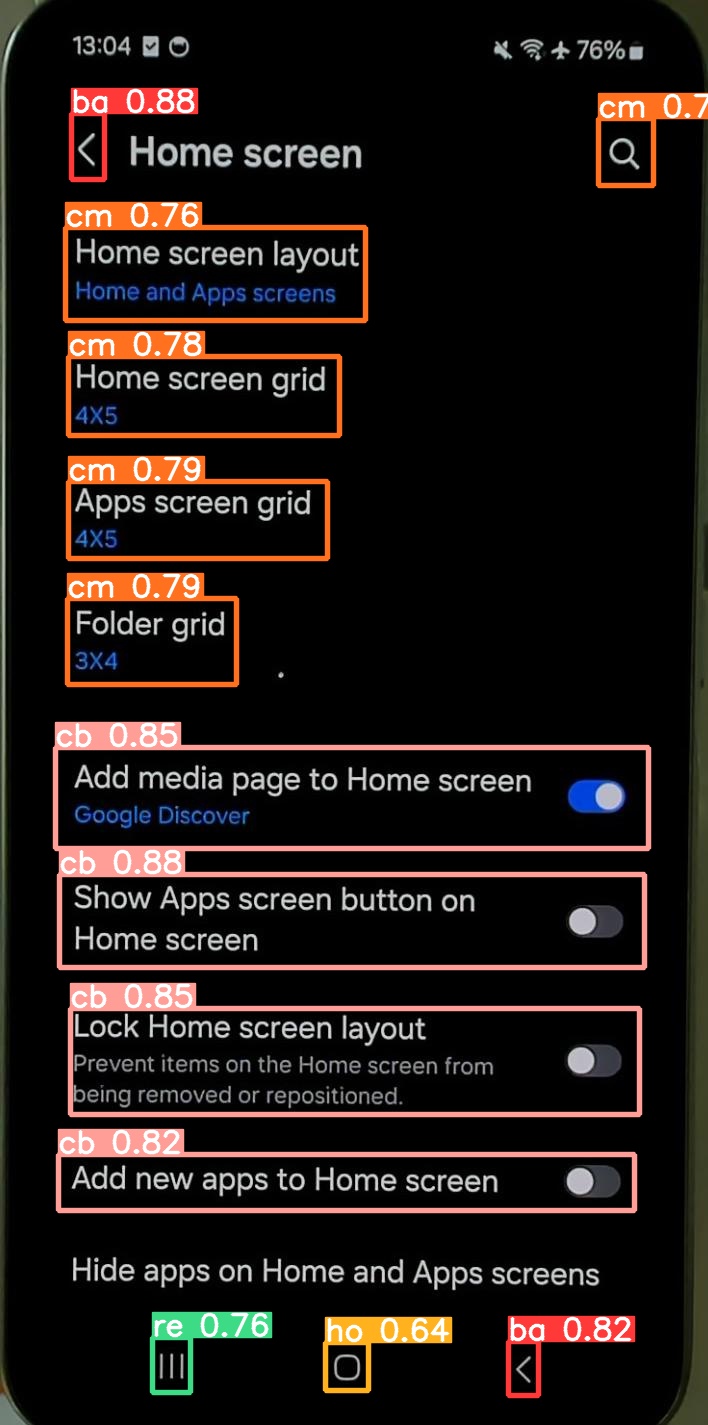 13:04 76%
ba 0.88
cm 0.7
Home screen
cm 0.76
Home screen layout
Home and Apps screens
cm 0.78
Home screen grid
4X5
cm 0.79
Apps screen grid
4X5
cm 0.79
Folder grid
3X4
cb 0.85
Add media page to Home screen
Google Discover
cb 0.88
Show Apps screen button on
Home screen
cb 0.85
Lock Home screen layout
Prevent items on the Home screen from
being removed or repositioned.
cb 0.82
Add new apps to Home screen
Hide apps on Home and Apps screens
re 0.76
ho 0.64
ba 0.82